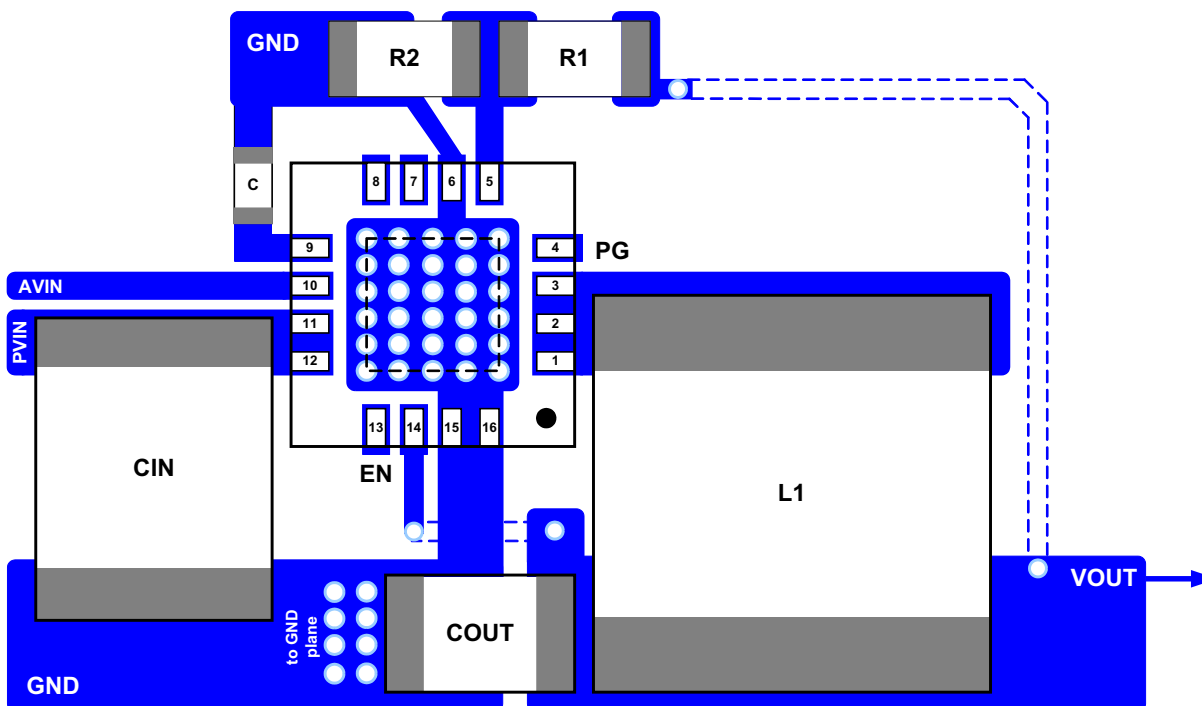 GND
R2
R1
C
8
7
6
5
9
4
PG
AVIN
10
3
PVIN
11
2
12
1
13
14
15
16
EN
CIN
L1
VOUT
COUT
to GND
plane
GND